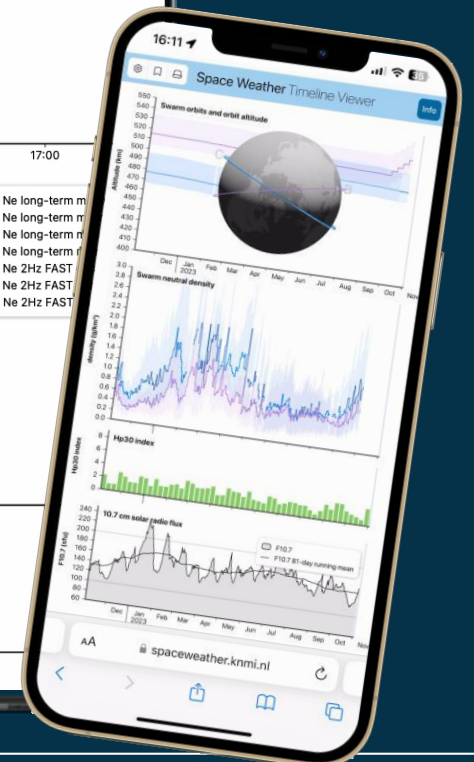 17:00
Ne long-term m
Ne long-term m
Ne long-term
Ne long-term
Ne 2Hz FAST
Ne 2Hz FAST
Ne 2Hz FAST
16:11
35
Space Weather Timeline Viewer
Info
Swarm orbits and orbit altitude
Altitude (km)
550
540
530
520
510
500
490
480
470
460
450
440
430
420
410
400
C
B
Dec Jan Feb Mar Apr May Jun Jul Aug Sep Oct Nov
2023
Swarm neutral density
density (g/km³)
3.0
2.8
2.6
2.4
2.2
2.0
1.8
1.6
1.4
1.2
1.0
0.8
0.6
0.4
0.2
0.0
Hp30 index
8
6
4
2
0
10.7 cm solar radio flux
F10.7 (sfu)
240
220
200
180
160
140
120
100
80
60
F10.7
F10.7 81-day running mean
Dec Jan Feb Mar Apr May Jun Jul Aug Sep Oct Nov
2023
AA
spaceweather.knmi.nl